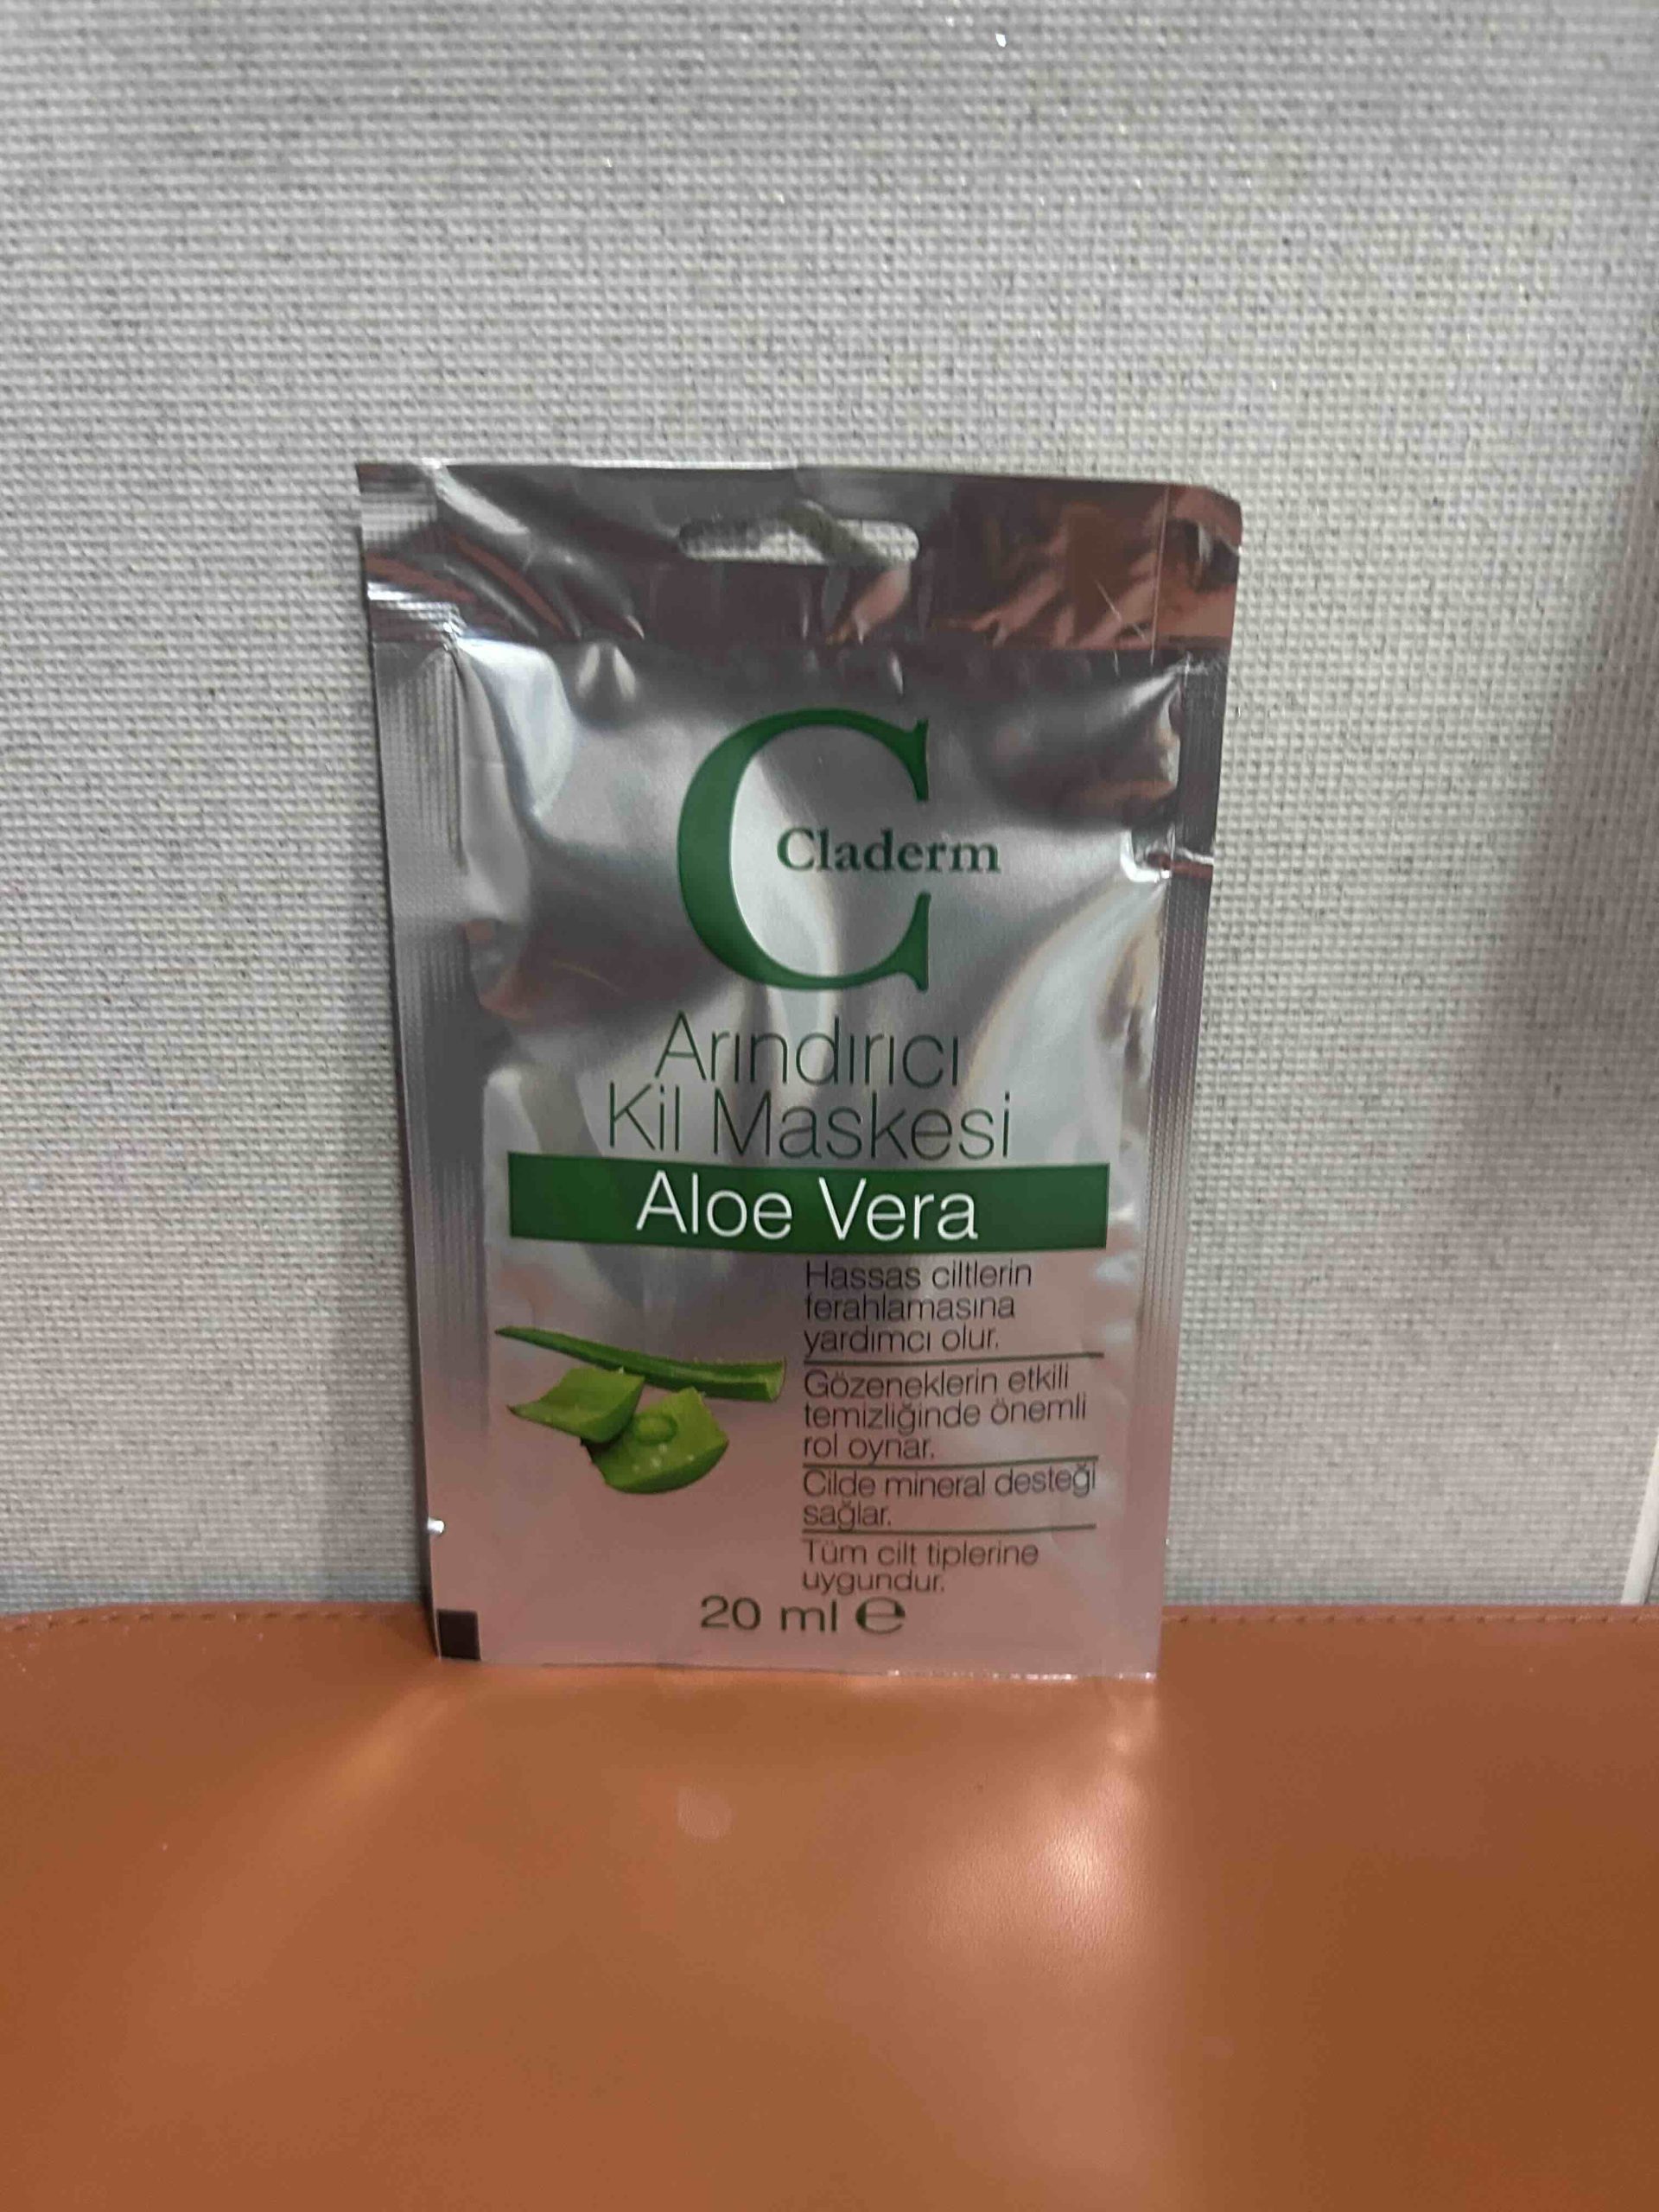 C
Claderm
Arındırıcı
Kil Maskesi
Aloe Vera
Hassas ciltlerin
ferahlamasına
yardımcı olur.
Gözeneklerin etkili
temizliğinde önemli
rol oynar.
Cilde mineral desteği
sağlar.
Tüm cilt tiplerine
uygundur.
20 ml ℮